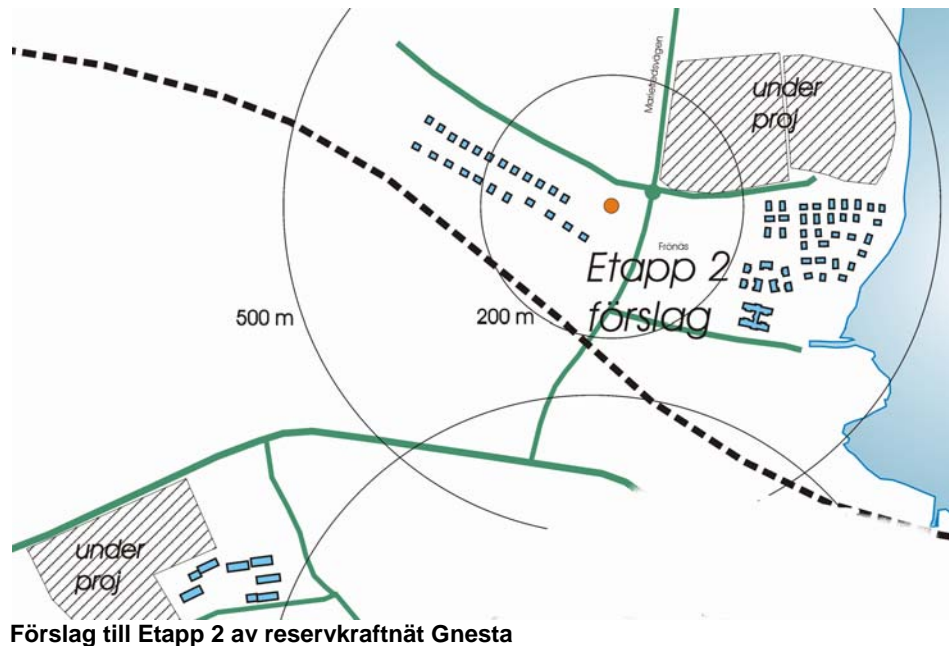 Mariefredsvägen
under
proj
Frönäs
Etapp 2
förslag
500 m
200 m
under
proj
Förslag till Etapp 2 av reservkraftnät Gnesta